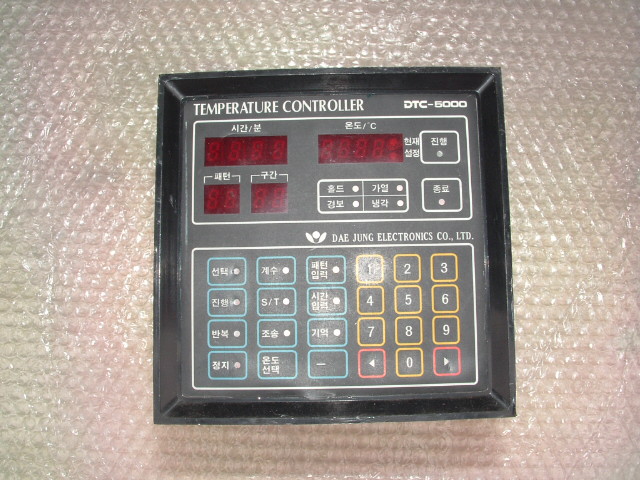 TEMPERATURE CONTROLLER DTC-5000
시간/분 온도/°C
현재
설정
진행
패턴 구간
홀드 가열
경보 냉각
종료
DAE JUNG ELECTRONICS CO., LTD.
선택 계수 패턴
입력 1 2 3
진행 S/T 시간
입력 4 5 6
반복 조송 기억 7 8 9
정지 온도
선택 — 0